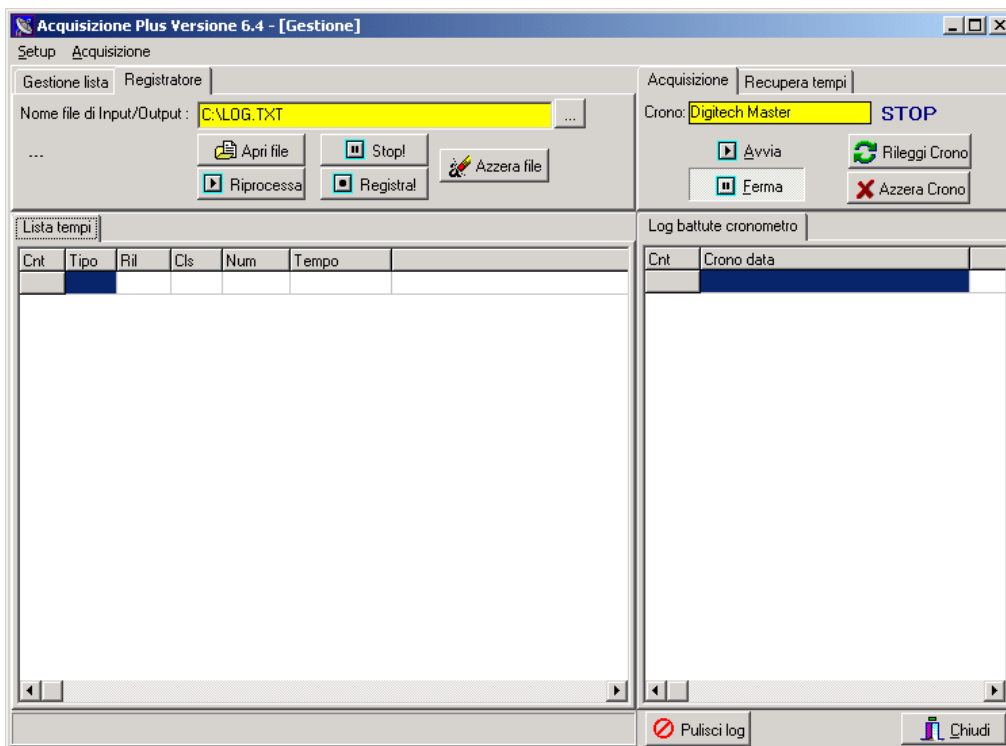 Acquisizione Plus Versione 6.4 - [Gestione]
Setup Acquisizione
Gestione lista Registratore
Nome file di Input/Output : C:\LOG.TXT ...
... Apri file Stop! Azzera file
Riprocessa Registra!
Acquisizione Recupera tempi
Crono: Digitech Master STOP
Avvia Rileggi Crono
Ferma Azzera Crono
Lista tempi
Cnt Tipo Ril Cls Num Tempo
Log battute cronometro
Cnt Crono data
Pulisci log Chiudi